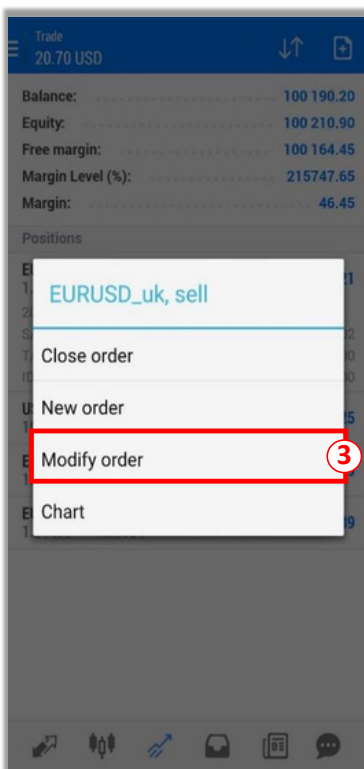 Trade
20.70 USD
Balance: 100 190.20
Equity: 100 210.90
Free margin: 100 164.45
Margin Level (%): 215747.65
Margin: 46.45
Positions
EURUSD_uk, sell
Close order
New order
Modify order
3
Chart